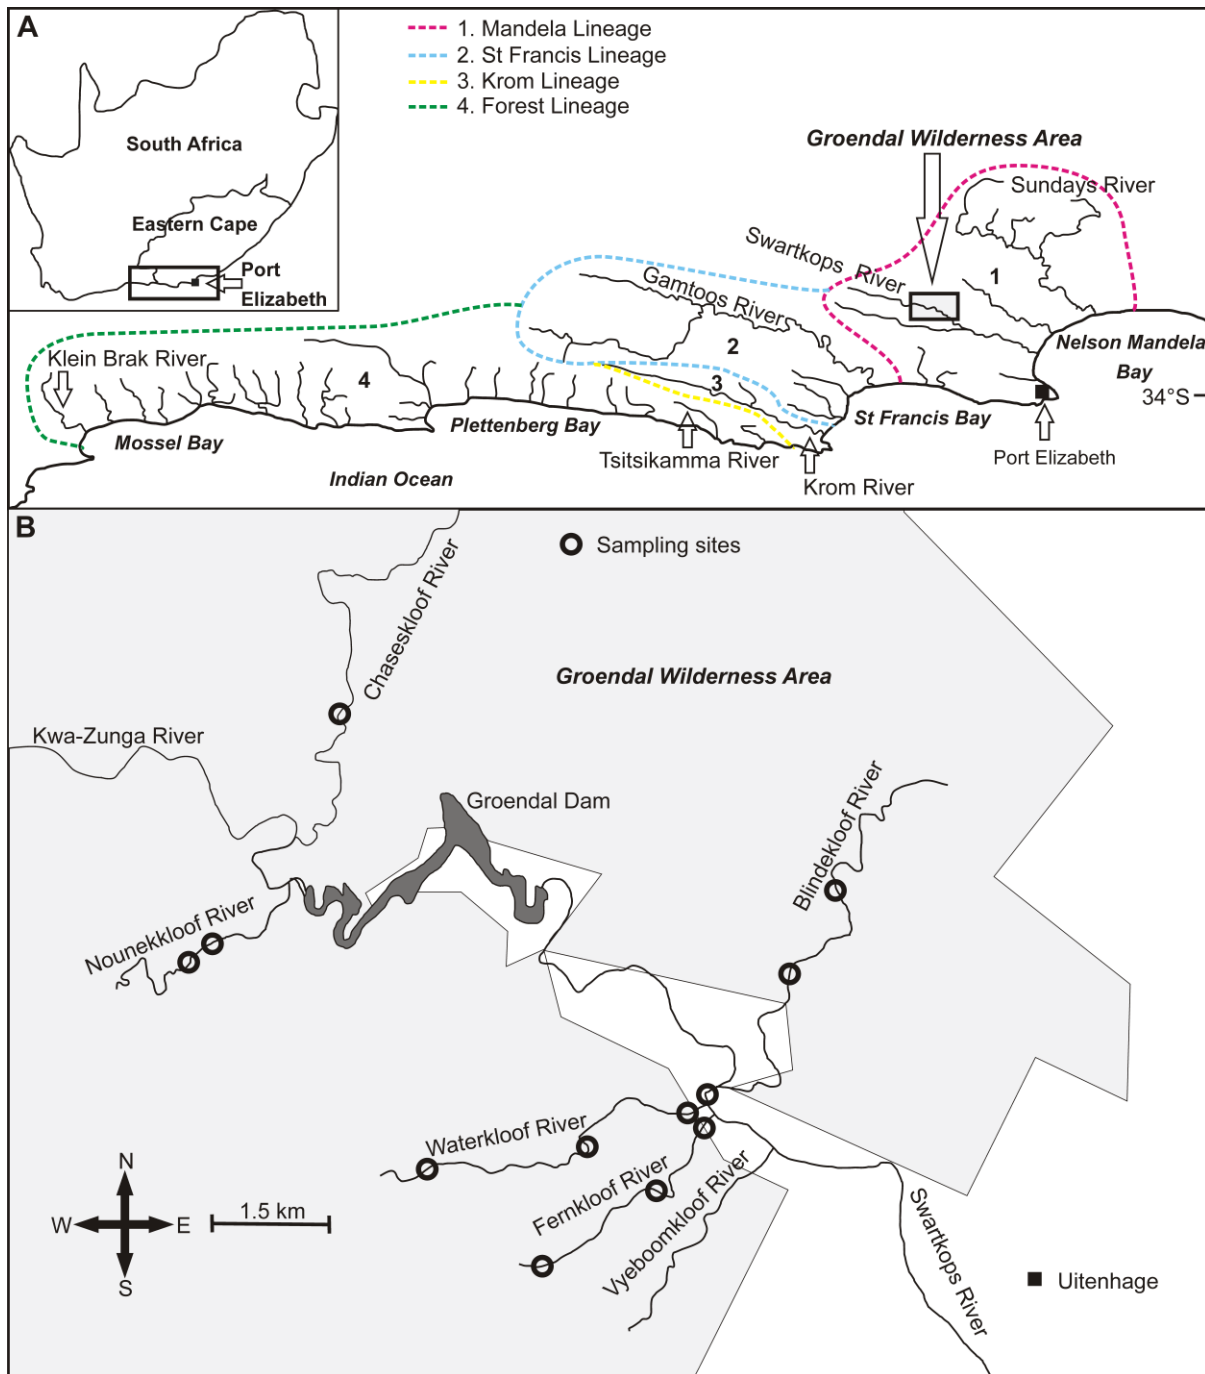 A
1. Mandela Lineage
2. St Francis Lineage
3. Krom Lineage
4. Forest Lineage
South Africa
Eastern Cape
Port
Elizabeth
Groendal Wilderness Area
Sundays River
Swartkops River
1
Gamtoos River
2
Nelson Mandela
Bay
Klein Brak River
4
3
34°S
St Francis Bay
Plettenberg Bay
Mossel Bay
Port Elizabeth
Tsitsikamma River
Indian Ocean
Krom River
B
Sampling sites
Chaseskloof River
Groendal Wilderness Area
Kwa-Zunga River
Groendal Dam
Blindekloof River
Nounekkloof River
Waterkloof River
Fernkloof River
Vyeboomkloof River
N
W E
S
1.5 km
Swartkops River
Uitenhage